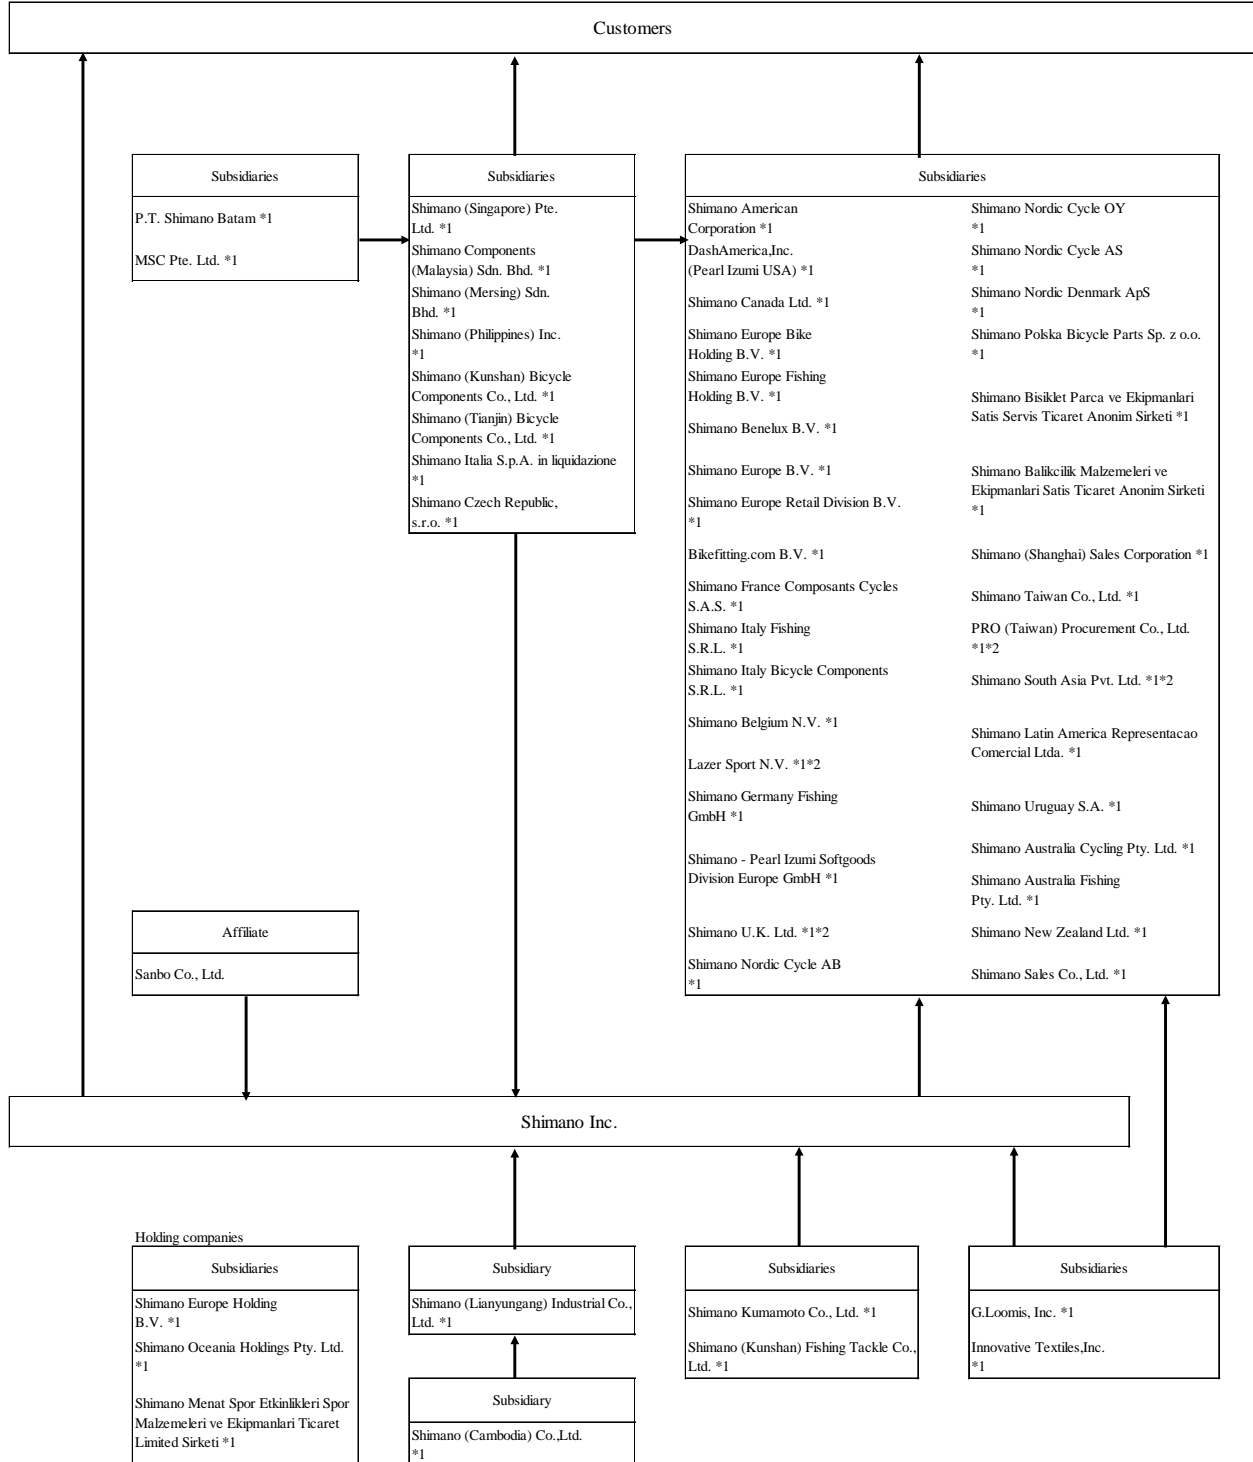 Customers
Subsidiaries
P.T. Shimano Batam *1
MSC Pte. Ltd. *1
Subsidiaries
Shimano (Singapore) Pte.
Ltd. *1
Shimano Components
(Malaysia) Sdn. Bhd. *1
Shimano (Mersing) Sdn.
Bhd. *1
Shimano (Philippines) Inc.
*1
Shimano (Kunshan) Bicycle
Components Co., Ltd. *1
Shimano (Tianjin) Bicycle
Components Co., Ltd. *1
Shimano Italia S.p.A. in liquidazione
*1
Shimano Czech Republic,
s.r.o. *1
Subsidiaries
Shimano American
Corporation *1
DashAmerica,Inc.
(Pearl Izumi USA) *1
Shimano Canada Ltd. *1
Shimano Europe Bike
Holding B.V. *1
Shimano Europe Fishing
Holding B.V. *1
Shimano Benelux B.V. *1
Shimano Europe B.V. *1
Shimano Europe Retail Division B.V.
*1
Bikefitting.com B.V. *1
Shimano France Composants Cycles
S.A.S. *1
Shimano Italy Fishing
S.R.L. *1
Shimano Italy Bicycle Components
S.R.L. *1
Shimano Belgium N.V. *1
Lazer Sport N.V. *1*2
Shimano Germany Fishing
GmbH *1
Shimano - Pearl Izumi Softgoods
Division Europe GmbH *1
Shimano U.K. Ltd. *1*2
Shimano Nordic Cycle AB
*1
Shimano Nordic Cycle OY
*1
Shimano Nordic Cycle AS
*1
Shimano Nordic Denmark ApS
*1
Shimano Polska Bicycle Parts Sp. z o.o.
*1
Shimano Bisiklet Parca ve Ekipmanlari
Satis Servis Ticaret Anonim Sirketi *1
Shimano Balikcilik Malzemeleri ve
Ekipmanlari Satis Ticaret Anonim Sirketi
*1
Shimano (Shanghai) Sales Corporation *1
Shimano Taiwan Co., Ltd. *1
PRO (Taiwan) Procurement Co., Ltd.
*1*2
Shimano South Asia Pvt. Ltd. *1*2
Shimano Latin America Representacao
Comercial Ltda. *1
Shimano Uruguay S.A. *1
Shimano Australia Cycling Pty. Ltd. *1
Shimano Australia Fishing
Pty. Ltd. *1
Shimano New Zealand Ltd. *1
Shimano Sales Co., Ltd. *1
Affiliate
Sanbo Co., Ltd.
Shimano Inc.
Holding companies
Subsidiaries
Shimano Europe Holding
B.V. *1
Shimano Oceania Holdings Pty. Ltd.
*1
Shimano Menat Spor Etkinlikleri Spor
Malzemeleri ve Ekipmanlari Ticaret
Limited Sirketi *1
Subsidiary
Shimano (Lianyungang) Industrial Co.,
Ltd. *1
Subsidiary
Shimano (Cambodia) Co.,Ltd.
*1
Subsidiaries
Shimano Kumamoto Co., Ltd. *1
Shimano (Kunshan) Fishing Tackle Co.,
Ltd. *1
Subsidiaries
G.Loomis, Inc. *1
Innovative Textiles,Inc.
*1